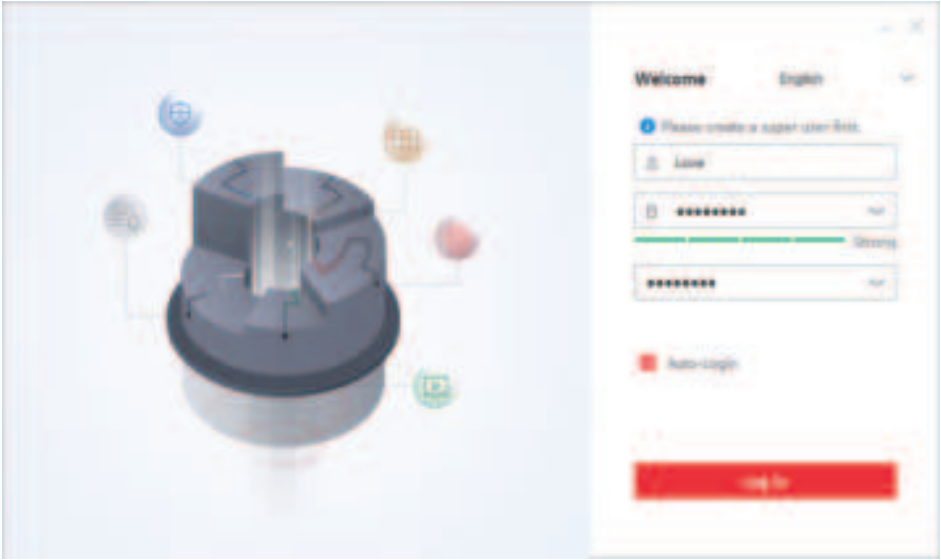 Welcome English
Please create a super user first.
Love
●●●●●●●●
Strong
●●●●●●●●
Auto-Login
Log In